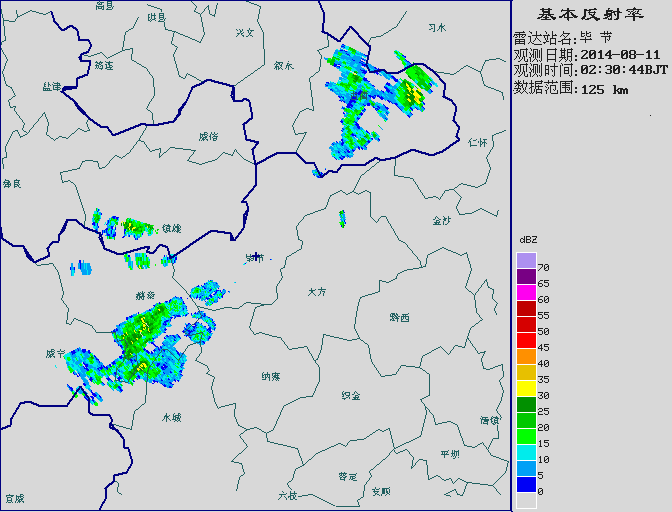 基本反射率
雷达站名:毕 节
观测日期:2014-08-11
观测时间:02:30:44BJT
数据范围:125 km
dBZ
70
65
60
55
50
45
40
35
30
25
20
15
10
5
0
高县
珙县
兴文
习水
筠连
叙永
盐津
威信
仁怀
彝良
镇雄
金沙
毕节
赫章
大方
黔西
威宁
纳雍
织金
水城
清镇
平坝
普定
六枝
安顺
宣威